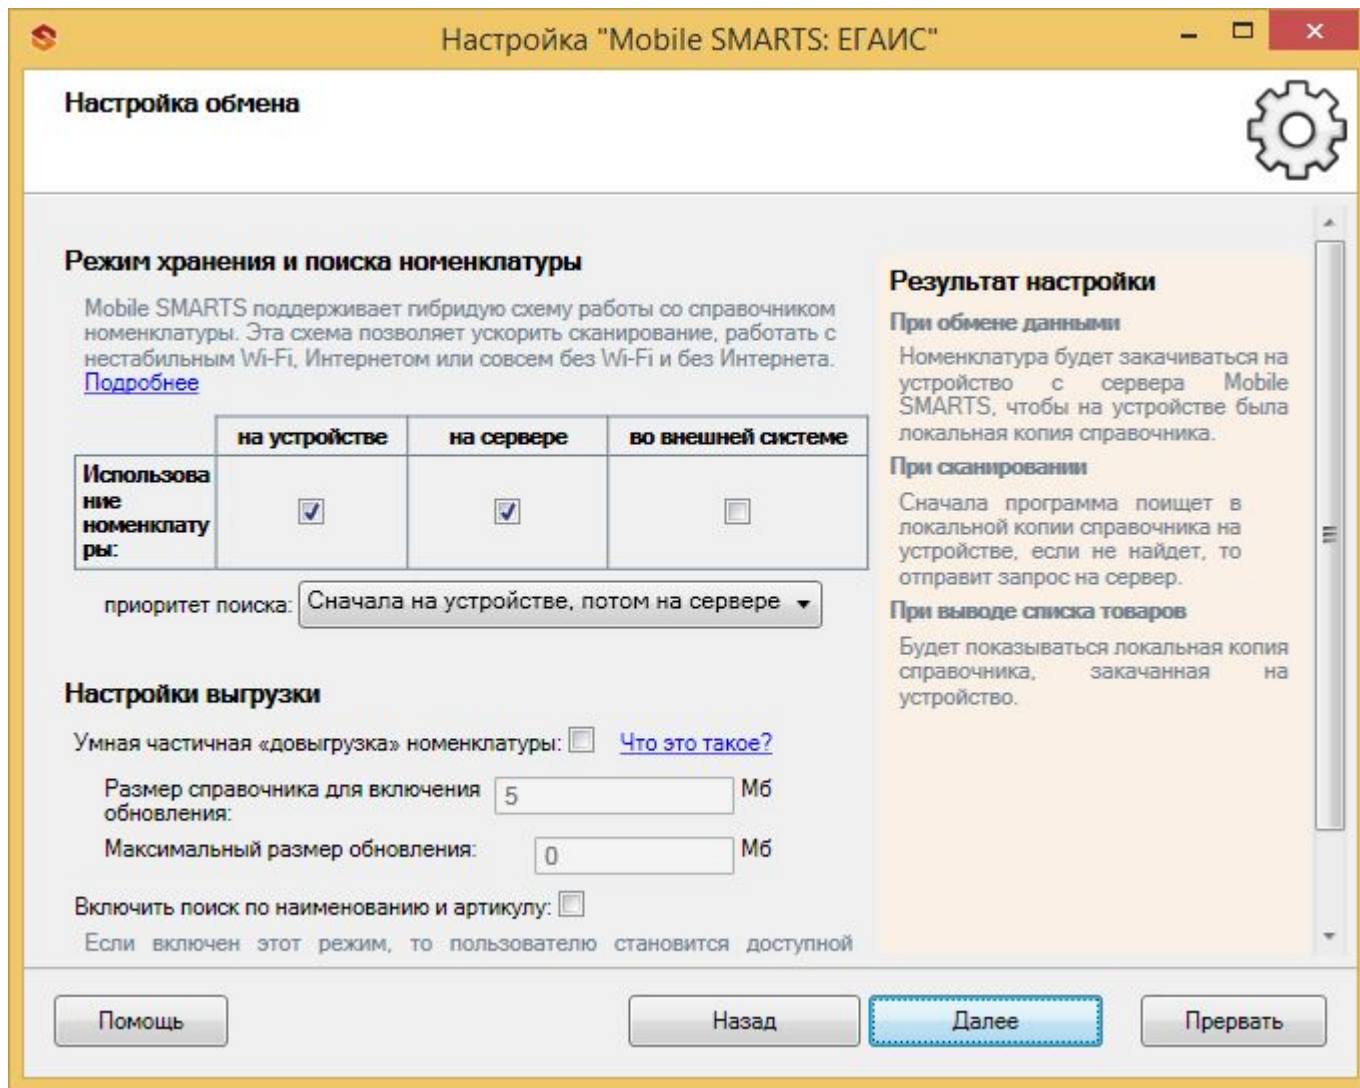 Настройка "Mobile SMARTS: ЕГАИС"
Настройка обмена
Режим хранения и поиска номенклатуры
Mobile SMARTS поддерживает гибридую схему работы со справочником
номенклатуры. Эта схема позволяет ускорить сканирование, работать с
нестабильным Wi-Fi, Интернетом или совсем без Wi-Fi и без Интернета.
Подробнее
на устройстве на сервере во внешней системе
Использова
ние
номенклату
ры:
приоритет поиска: Сначала на устройстве, потом на сервере
Настройки выгрузки
Умная частичная «довыгрузка» номенклатуры: Что это такое?
Размер справочника для включения
обновления:
5 Мб
Максимальный размер обновления: 0 Мб
Включить поиск по наименованию и артикулу:
Если включен этот режим, то пользователю становится доступной
Результат настройки
При обмене данными
Номенклатура будет закачиваться на
устройство с сервера Mobile
SMARTS, чтобы на устройстве была
локальная копия справочника.
При сканировании
Сначала программа поищет в
локальной копии справочника на
устройстве, если не найдет, то
отправит запрос на сервер.
При выводе списка товаров
Будет показываться локальная копия
справочника, закачанная на
устройство.
Помощь Назад Далее Прервать